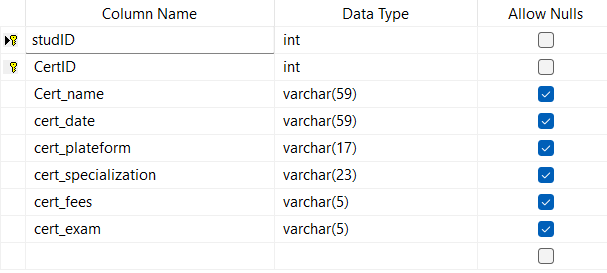 Column Name Data Type Allow Nulls
studID int
CertID int
Cert_name varchar(59)
cert_date varchar(59)
cert_plateform varchar(17)
cert_specialization varchar(23)
cert_fees varchar(5)
cert_exam varchar(5)